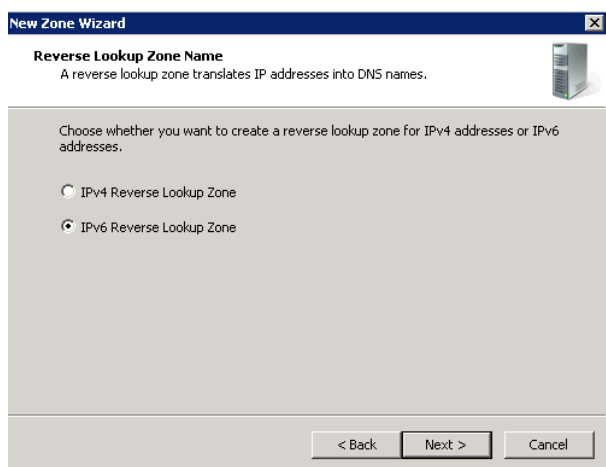 New Zone Wizard
Reverse Lookup Zone Name
A reverse lookup zone translates IP addresses into DNS names.
Choose whether you want to create a reverse lookup zone for IPv4 addresses or IPv6
addresses.
IPv4 Reverse Lookup Zone
IPv6 Reverse Lookup Zone
< Back
Next >
Cancel